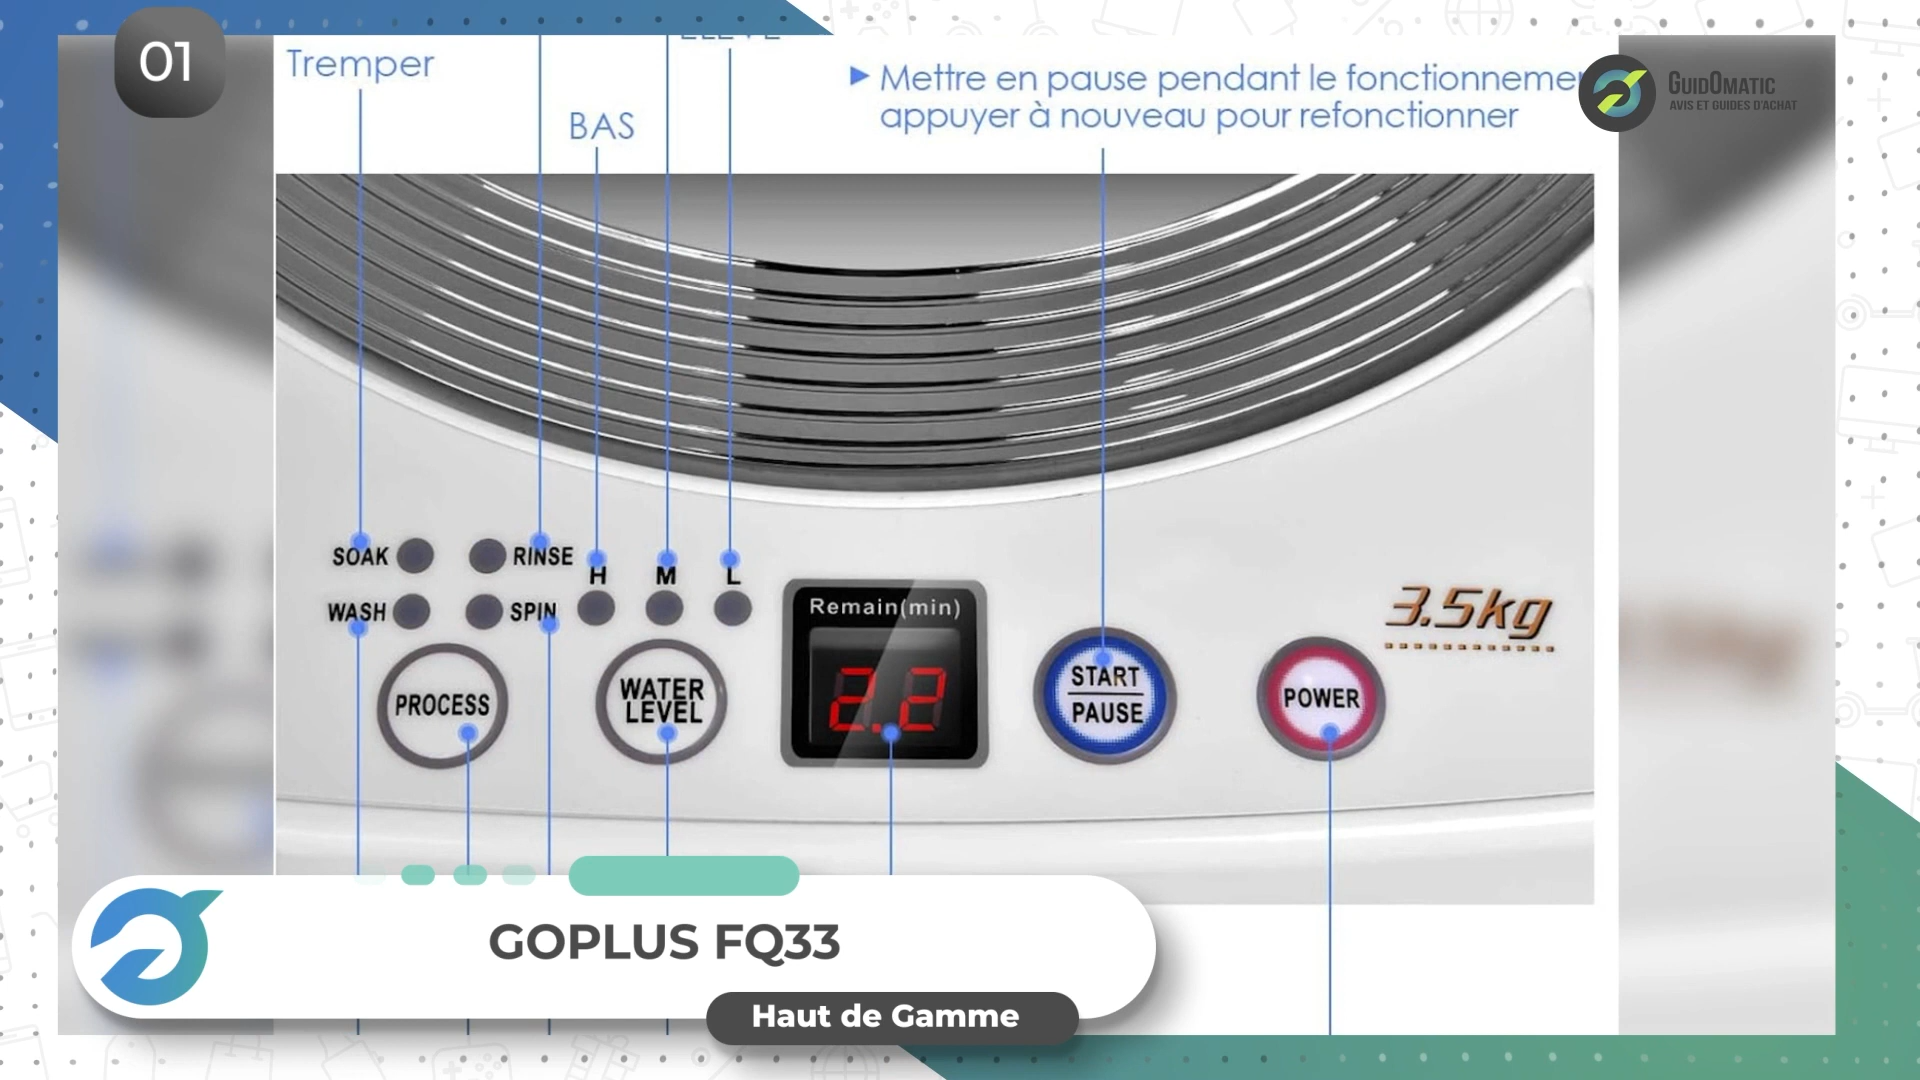 01
Tremper
BAS
Mettre en pause pendant le fonctionnemen
appuyer à nouveau pour refonctionner
GUIDOMATIC
AVIS ET GUIDES D'ACHAT
SOAK
RINSE
H
M
L
WASH
SPIN
PROCESS
WATER
LEVEL
Remain(min)
2.2
START
PAUSE
POWER
3.5kg
GOPLUS FQ33
Haut de Gamme